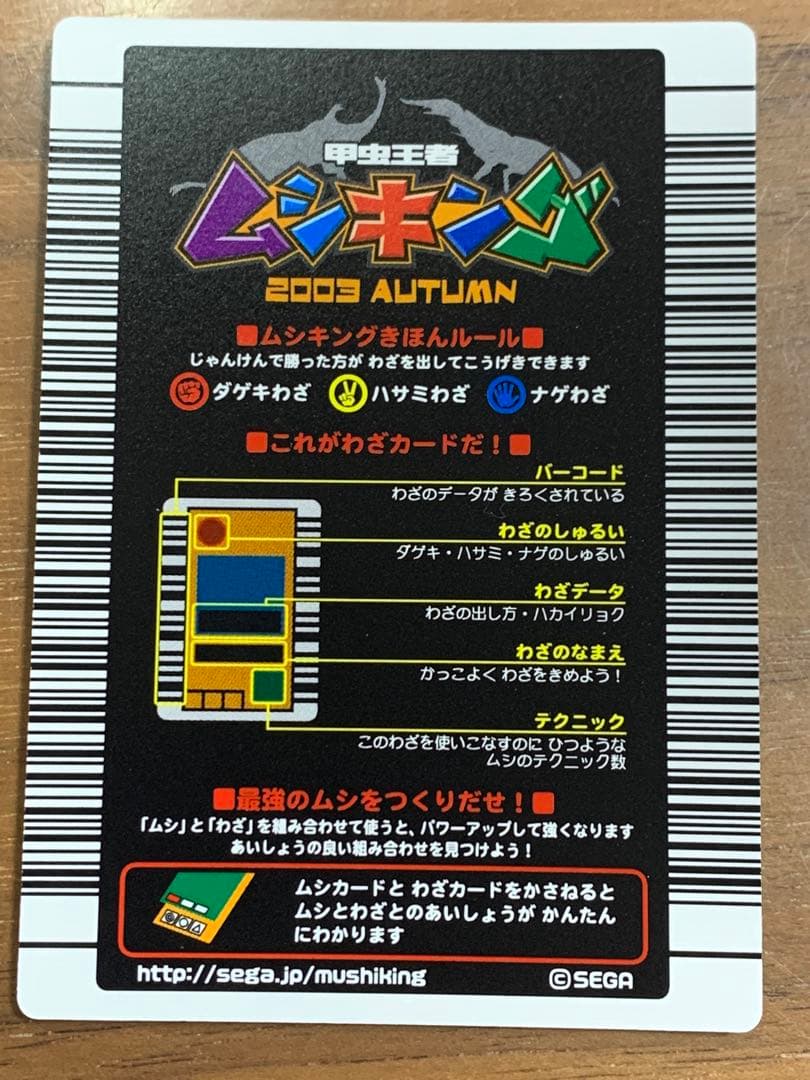 甲虫王者
ムシキング
2003 AUTUMN
■ムシキングきほんルール■
じゃんけんで勝った方が わざを出してこうげきできます
ダゲキわざ ハサミわざ ナゲわざ
■これがわざカードだ！■
バーコード
わざのデータが きろくされている
わざのしゅるい
ダゲキ・ハサミ・ナゲのしゅるい
わざデータ
わざの出し方・ハカイリョク
わざのなまえ
かっこよく わざをきめよう！
テクニック
このわざを使いこなすのに ひつような
ムシのテクニック数
■最強のムシをつくりだせ！■
「ムシ」と「わざ」を組み合わせて使うと、パワーアップして強くなります
あいしょうの良い組み合わせを見つけよう！
ムシカードと わざカードをかさねると
ムシとわざとのあいしょうが かんたん
にわかります
http://sega.jp/mushiking
©SEGA